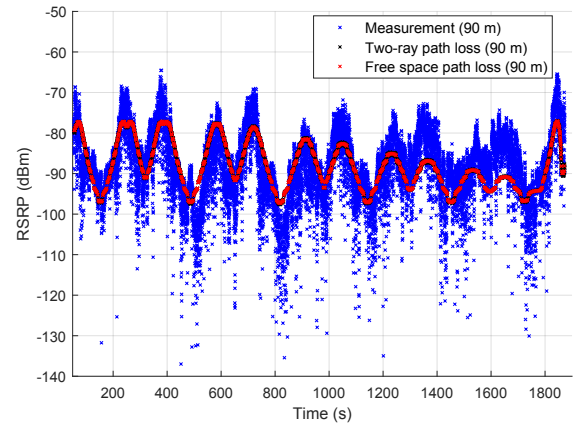 -50
-60
-70
-80
-90
-100
-110
-120
-130
-140
RSRP (dBm)
Measurement (90 m)
Two-ray path loss (90 m)
Free space path loss (90 m)
200 400 600 800 1000 1200 1400 1600 1800
Time (s)